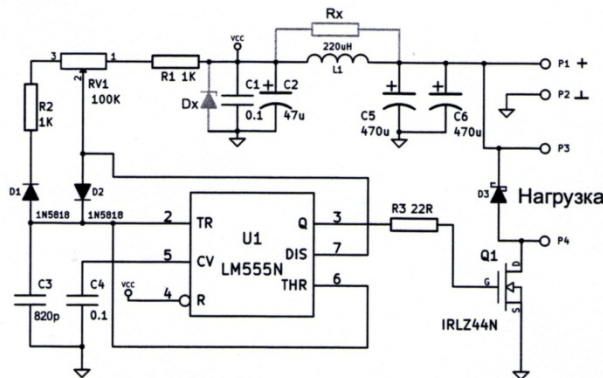 Rx
VCC
220uH
L1
3
1
2
RV1
100K
R1 1K
R2
1K
Dx
C1
0.1
C2
47u
C5
470u
C6
470u
P1 +
P2 ⊥
P3
D3
Нагрузка
P4
D1
D2
1N5818
1N5818
2
TR
Q
3
R3 22R
U1
LM555N
5
CV
DIS
7
VCC
4
R
THR
6
C3
820p
C4
0.1
Q1
G
D
S
IRLZ44N